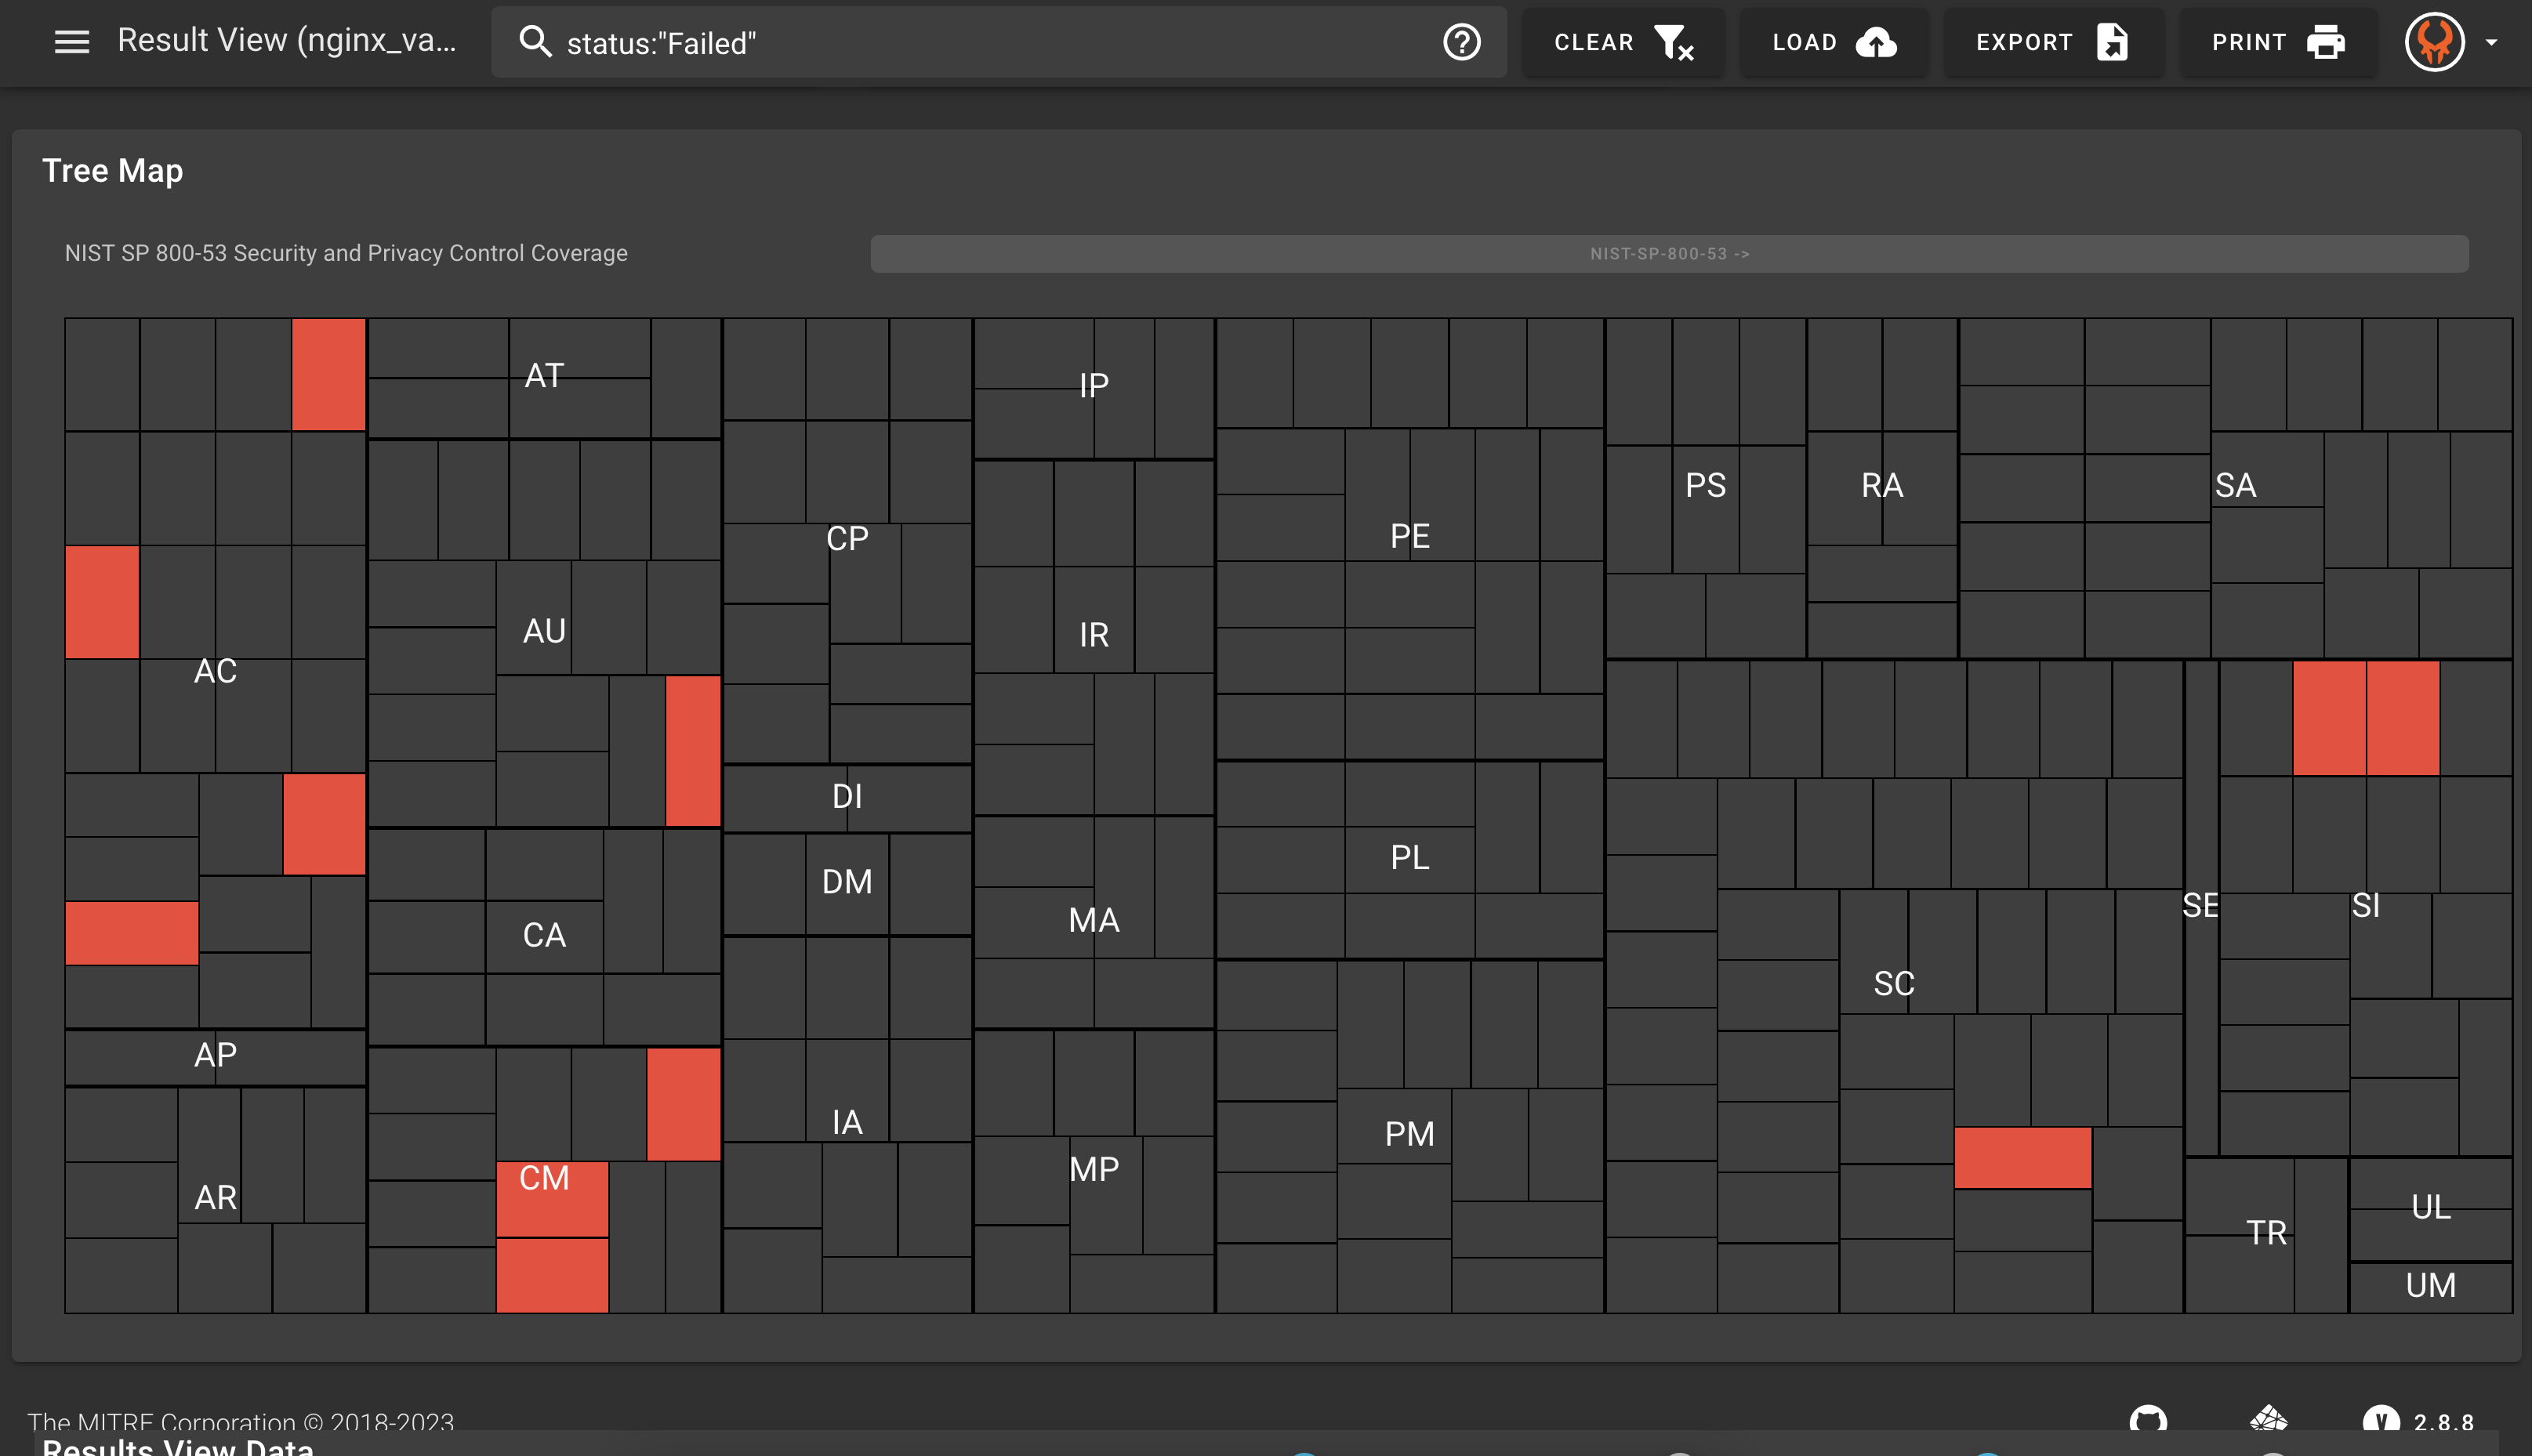 Result View (nginx_va...
status:"Failed"
CLEAR
LOAD
EXPORT
PRINT
Tree Map
NIST SP 800-53 Security and Privacy Control Coverage
NIST-SP-800-53 ->
AT
IP
PS
RA
SA
CP
PE
AU
IR
AC
DI
PL
DM
SE
SI
MA
CA
SC
AP
IA
PM
MP
CM
AR
UL
TR
UM
The MITRE Corporation © 2018-2023
2.8.8
Results View Data